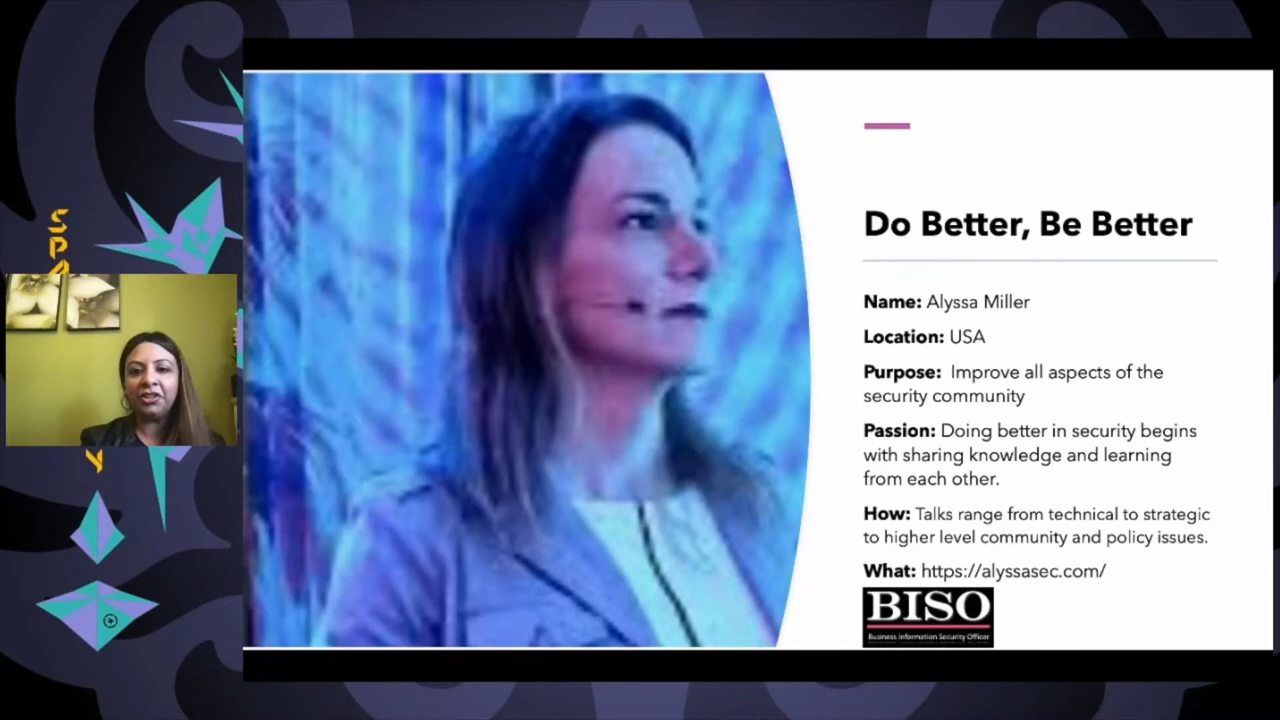 Do Better, Be Better
Name: Alyssa Miller
Location: USA
Purpose: Improve all aspects of the
security community
Passion: Doing better in security begins
with sharing knowledge and learning
from each other.
How: Talks range from technical to strategic
to higher level community and policy issues.
What: https://alyssasec.com/
BISO
Business Information Security Officer